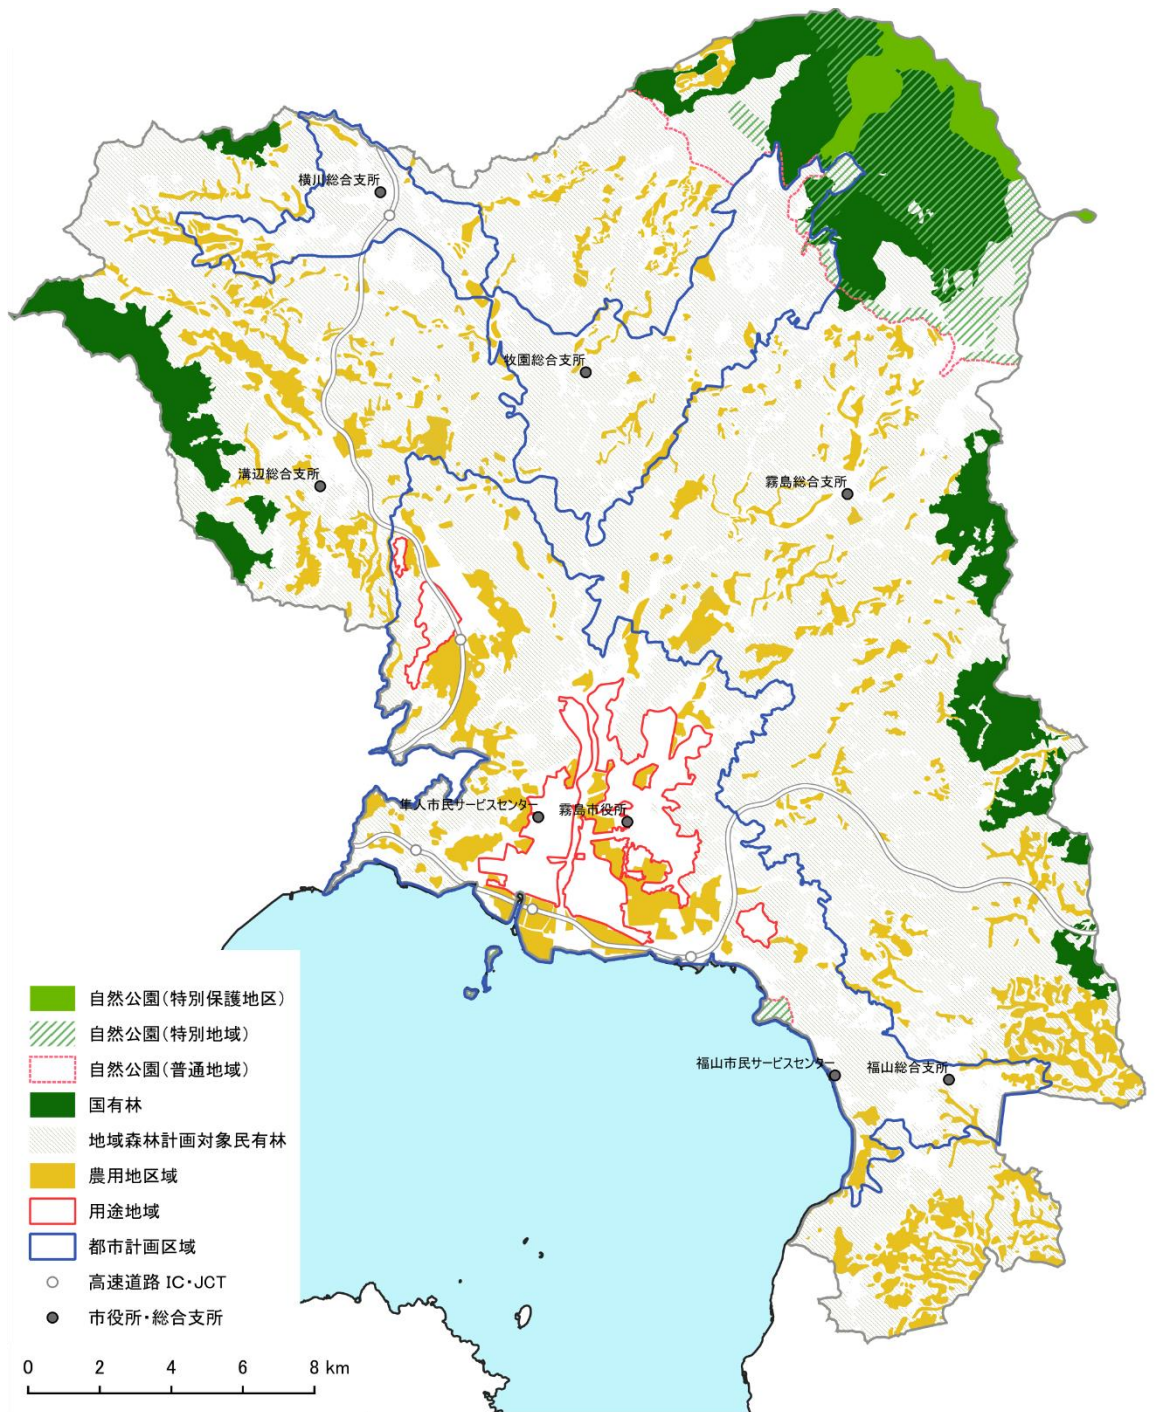 横川総合支所
牧園総合支所
溝辺総合支所
霧島総合支所
隼人市民サービスセンター
霧島市役所
福山市民サービスセンター
福山総合支所
自然公園(特別保護地区)
自然公園(特別地域)
自然公園(普通地域)
国有林
地域森林計画対象民有林
農用地区域
用途地域
都市計画区域
高速道路 IC・JCT
市役所・総合支所
0 2 4 6 8 km